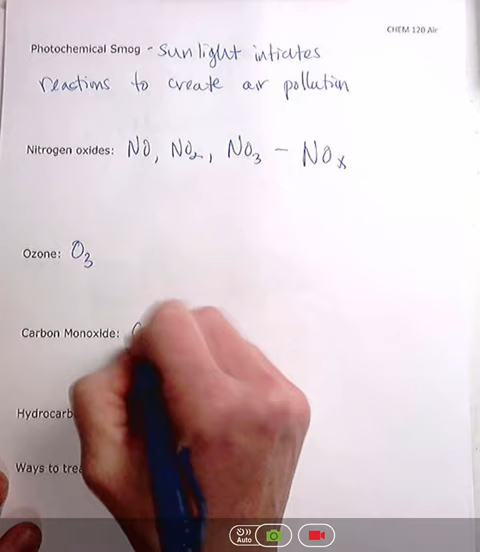 CHEM 120 Air
Photochemical Smog - Sunlight intiates
reactions to create air pollution
Nitrogen oxides: NO, NO₂, NO₃ - NOx
Ozone: O₃
Carbon Monoxide:
Hydrocarb
Ways to trea
Auto